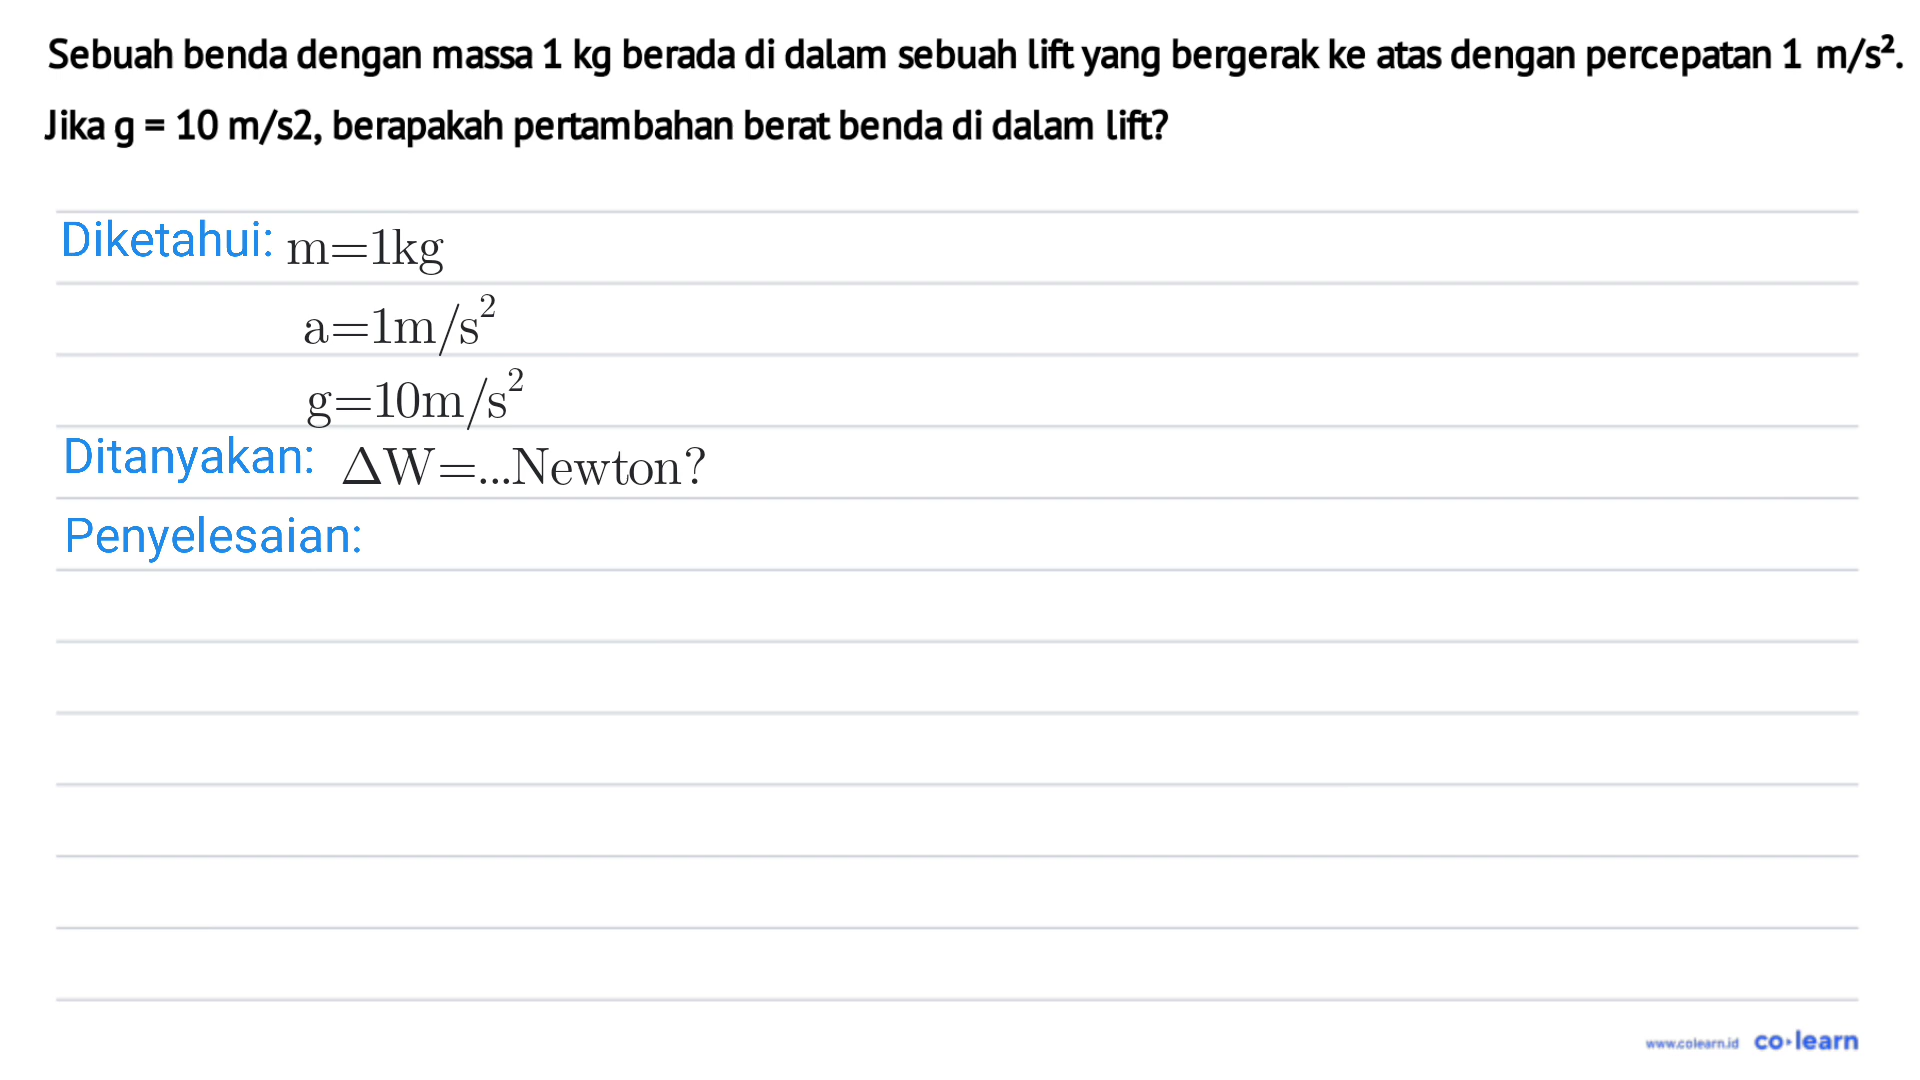 Sebuah benda dengan massa 1 kg berada di dalam sebuah lift yang bergerak ke atas dengan percepatan 1 m/s².
Jika g = 10 m/s2, berapakah pertambahan berat benda di dalam lift?
Diketahui: m=1kg
a=1m/s²
g=10m/s²
Ditanyakan: ΔW=...Newton?
Penyelesaian:
www.colearn.id co·learn